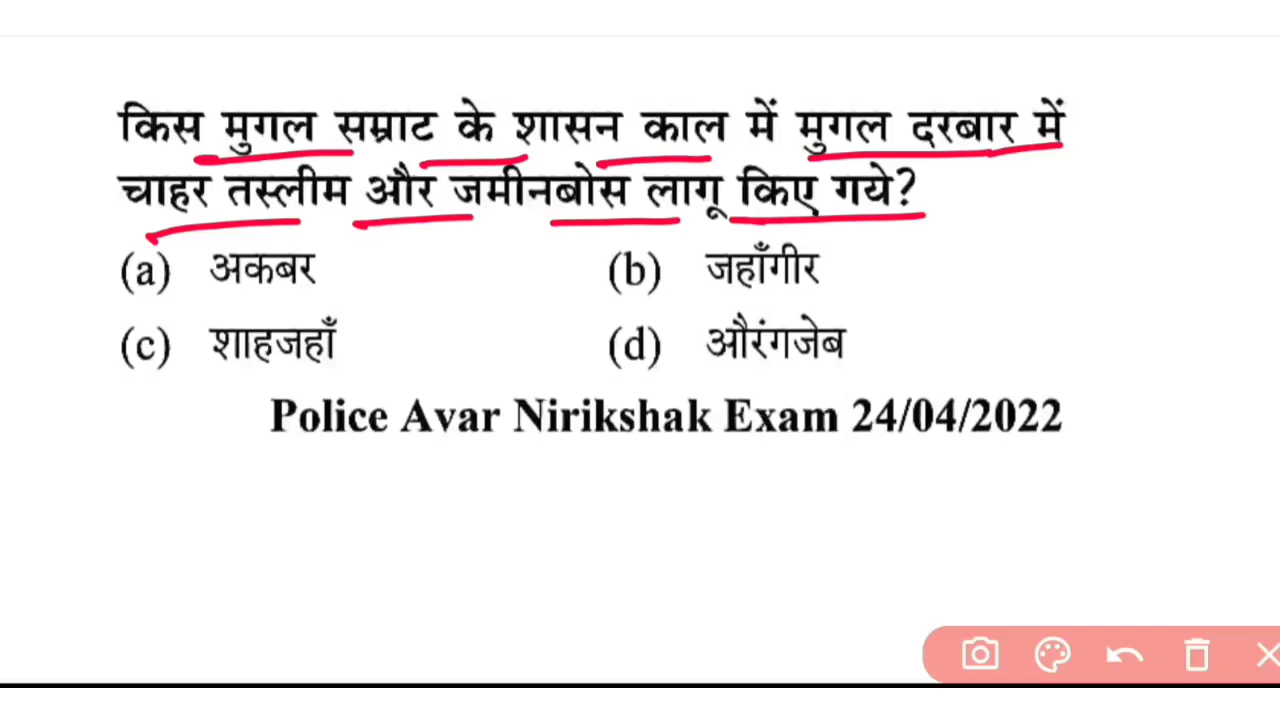 किस मुगल सम्राट के शासन काल में मुगल दरबार में
चाहर तस्लीम और जमीनबोस लागू किए गये?
(a) अकबर (b) जहाँगीर
(c) शाहजहाँ (d) औरंगजेब
Police Avar Nirikshak Exam 24/04/2022